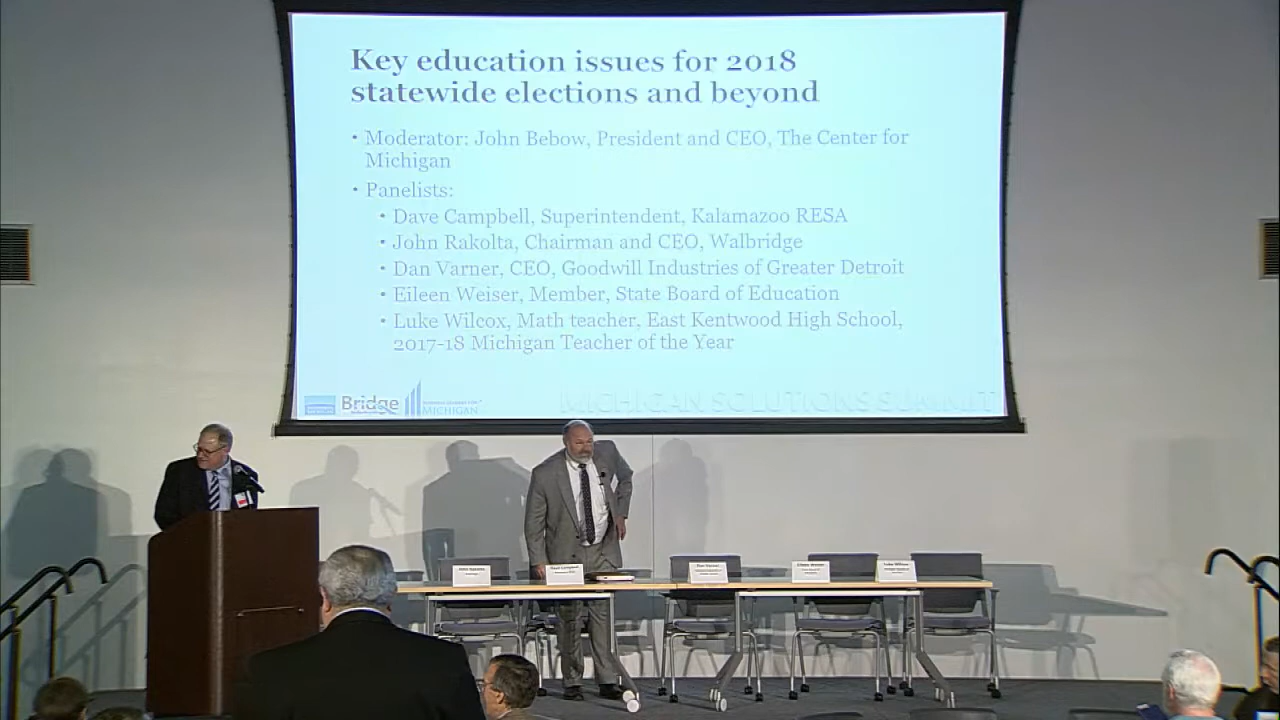 Key education issues for 2018
statewide elections and beyond
• Moderator: John Bebow, President and CEO, The Center for
Michigan
• Panelists:
• Dave Campbell, Superintendent, Kalamazoo RESA
• John Rakolta, Chairman and CEO, Walbridge
• Dan Varner, CEO, Goodwill Industries of Greater Detroit
• Eileen Weiser, Member, State Board of Education
• Luke Wilcox, Math teacher, East Kentwood High School,
2017-18 Michigan Teacher of the Year
Bridge
MICHIGAN
MICHIGAN SOLUTIONS SUMMIT